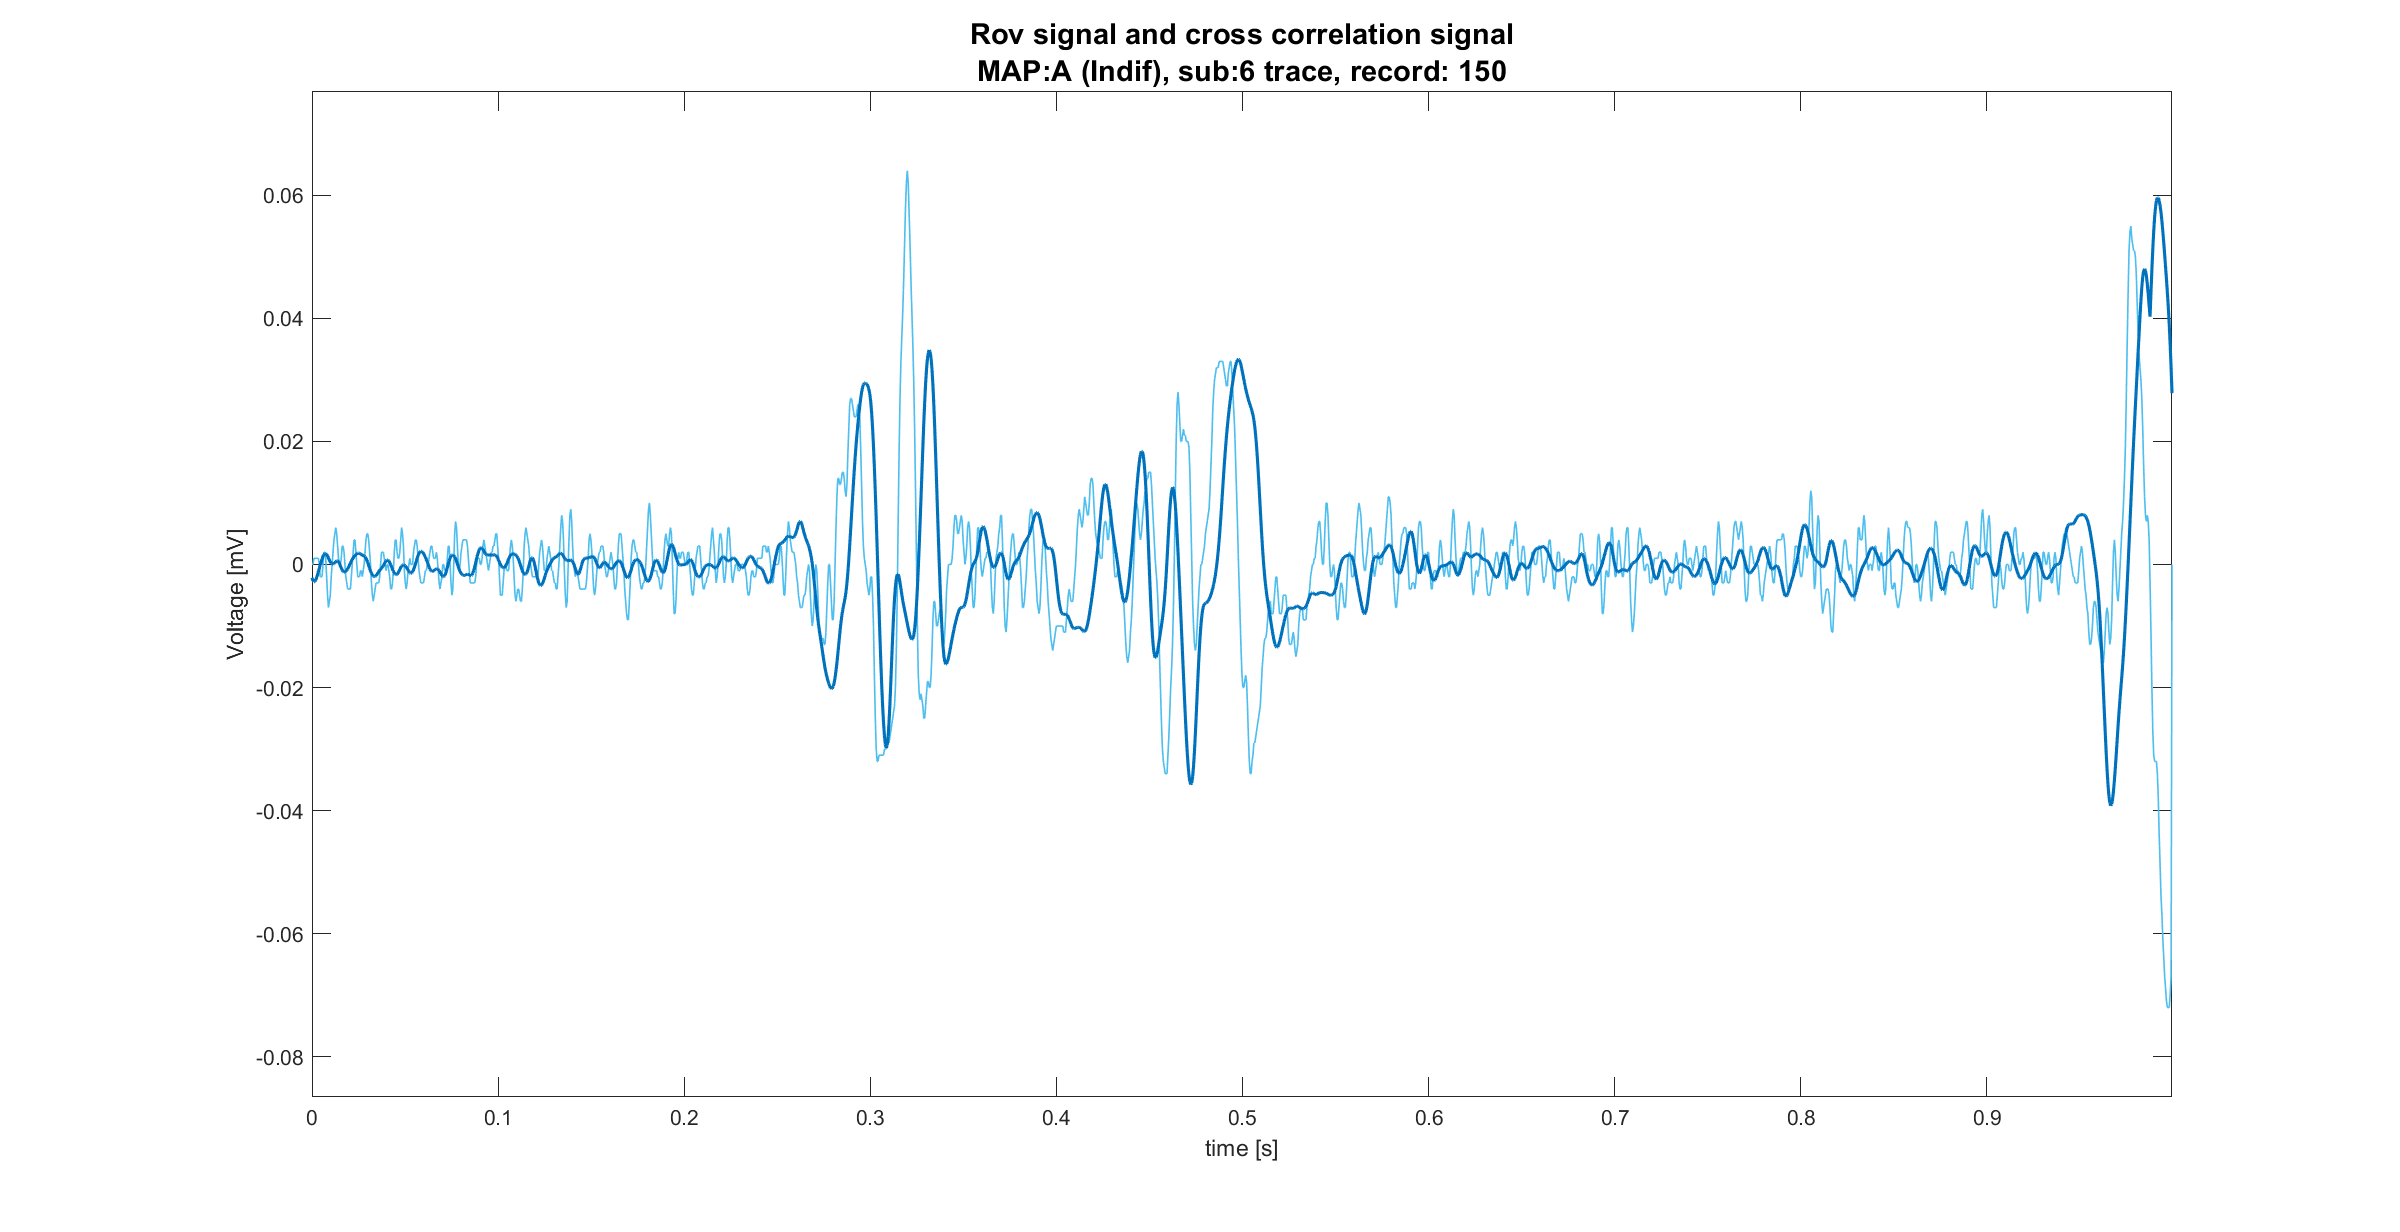 Rov signal and cross correlation signal
MAP:A (Indif), sub:6 trace, record: 150
Voltage [mV]
0.06
0.04
0.02
0
-0.02
-0.04
-0.06
-0.08
0 0.1 0.2 0.3 0.4 0.5 0.6 0.7 0.8 0.9
time [s]